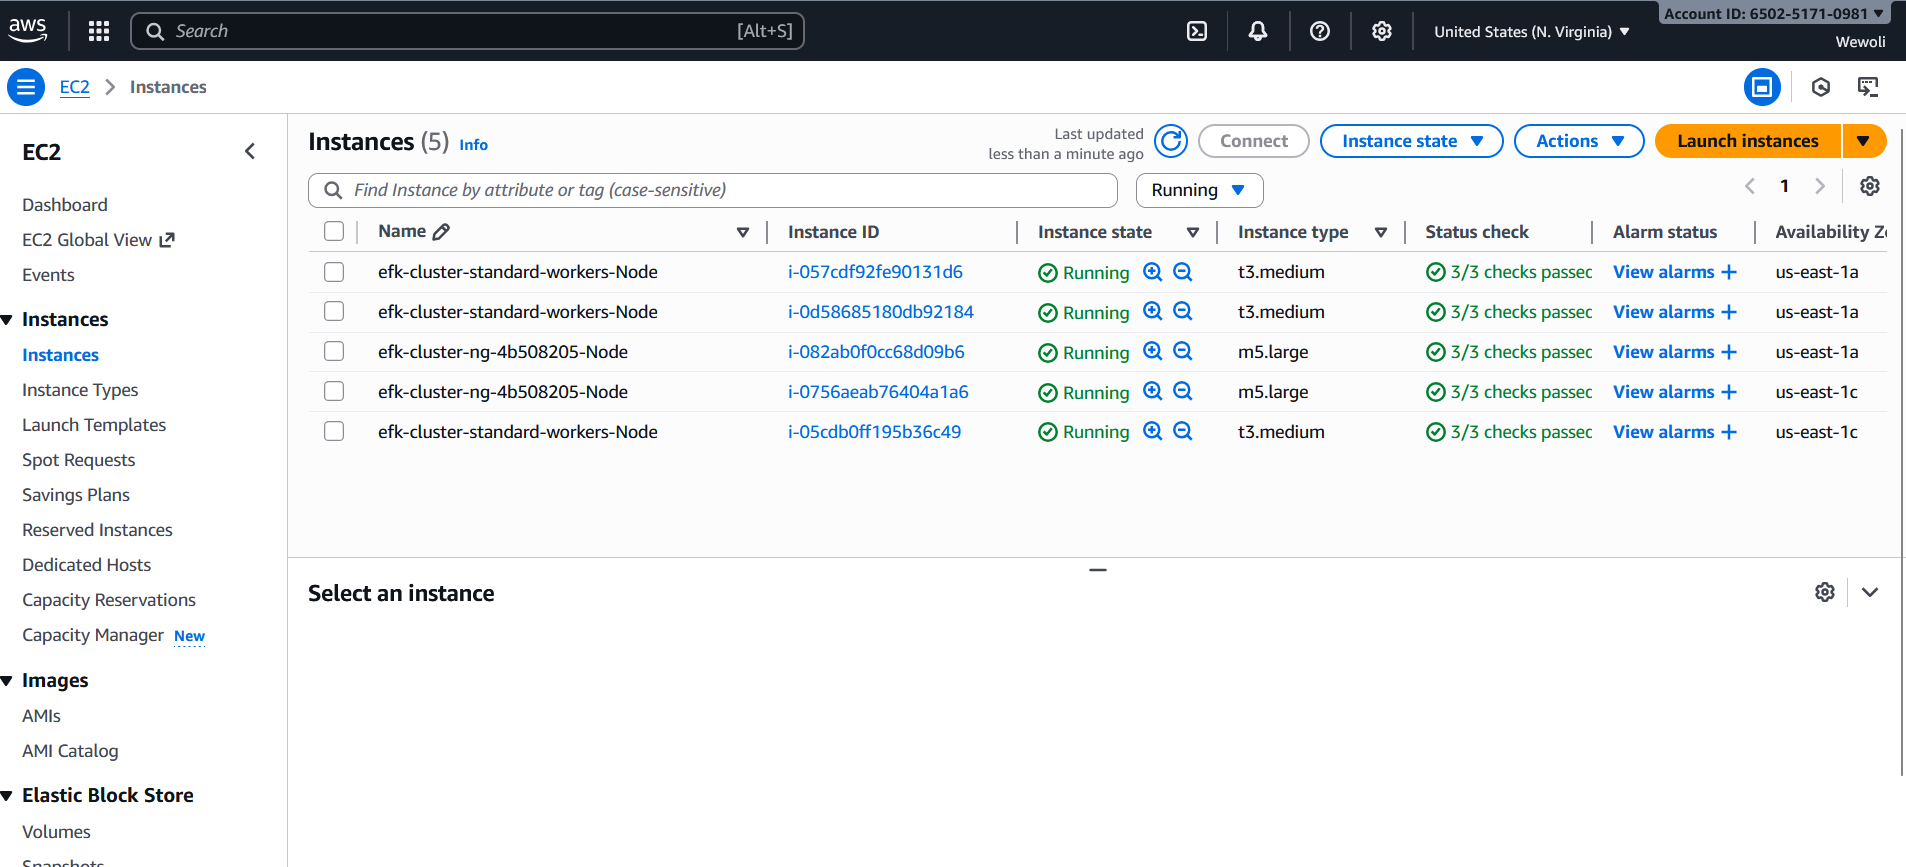 aws
Search [Alt+S]
United States (N. Virginia)
Account ID: 6502-5171-0981
Wewoli
EC2 Instances
EC2
Dashboard
EC2 Global View
Events
Instances
Instances
Instance Types
Launch Templates
Spot Requests
Savings Plans
Reserved Instances
Dedicated Hosts
Capacity Reservations
Capacity Manager New
Images
AMIs
AMI Catalog
Elastic Block Store
Volumes
Snapshots
Instances (5) Info
Last updated
less than a minute ago
Connect
Instance state
Actions
Launch instances
Find Instance by attribute or tag (case-sensitive)
Running
1
Name Instance ID Instance state Instance type Status check Alarm status Availability Z
efk-cluster-standard-workers-Node i-057cdf92fe90131d6 Running t3.medium 3/3 checks passed View alarms + us-east-1a
efk-cluster-standard-workers-Node i-0d58685180db92184 Running t3.medium 3/3 checks passed View alarms + us-east-1a
efk-cluster-ng-4b508205-Node i-082ab0f0cc68d09b6 Running m5.large 3/3 checks passed View alarms + us-east-1a
efk-cluster-ng-4b508205-Node i-0756aeab76404a1a6 Running m5.large 3/3 checks passed View alarms + us-east-1c
efk-cluster-standard-workers-Node i-05cdb0ff195b36c49 Running t3.medium 3/3 checks passed View alarms + us-east-1c
Select an instance